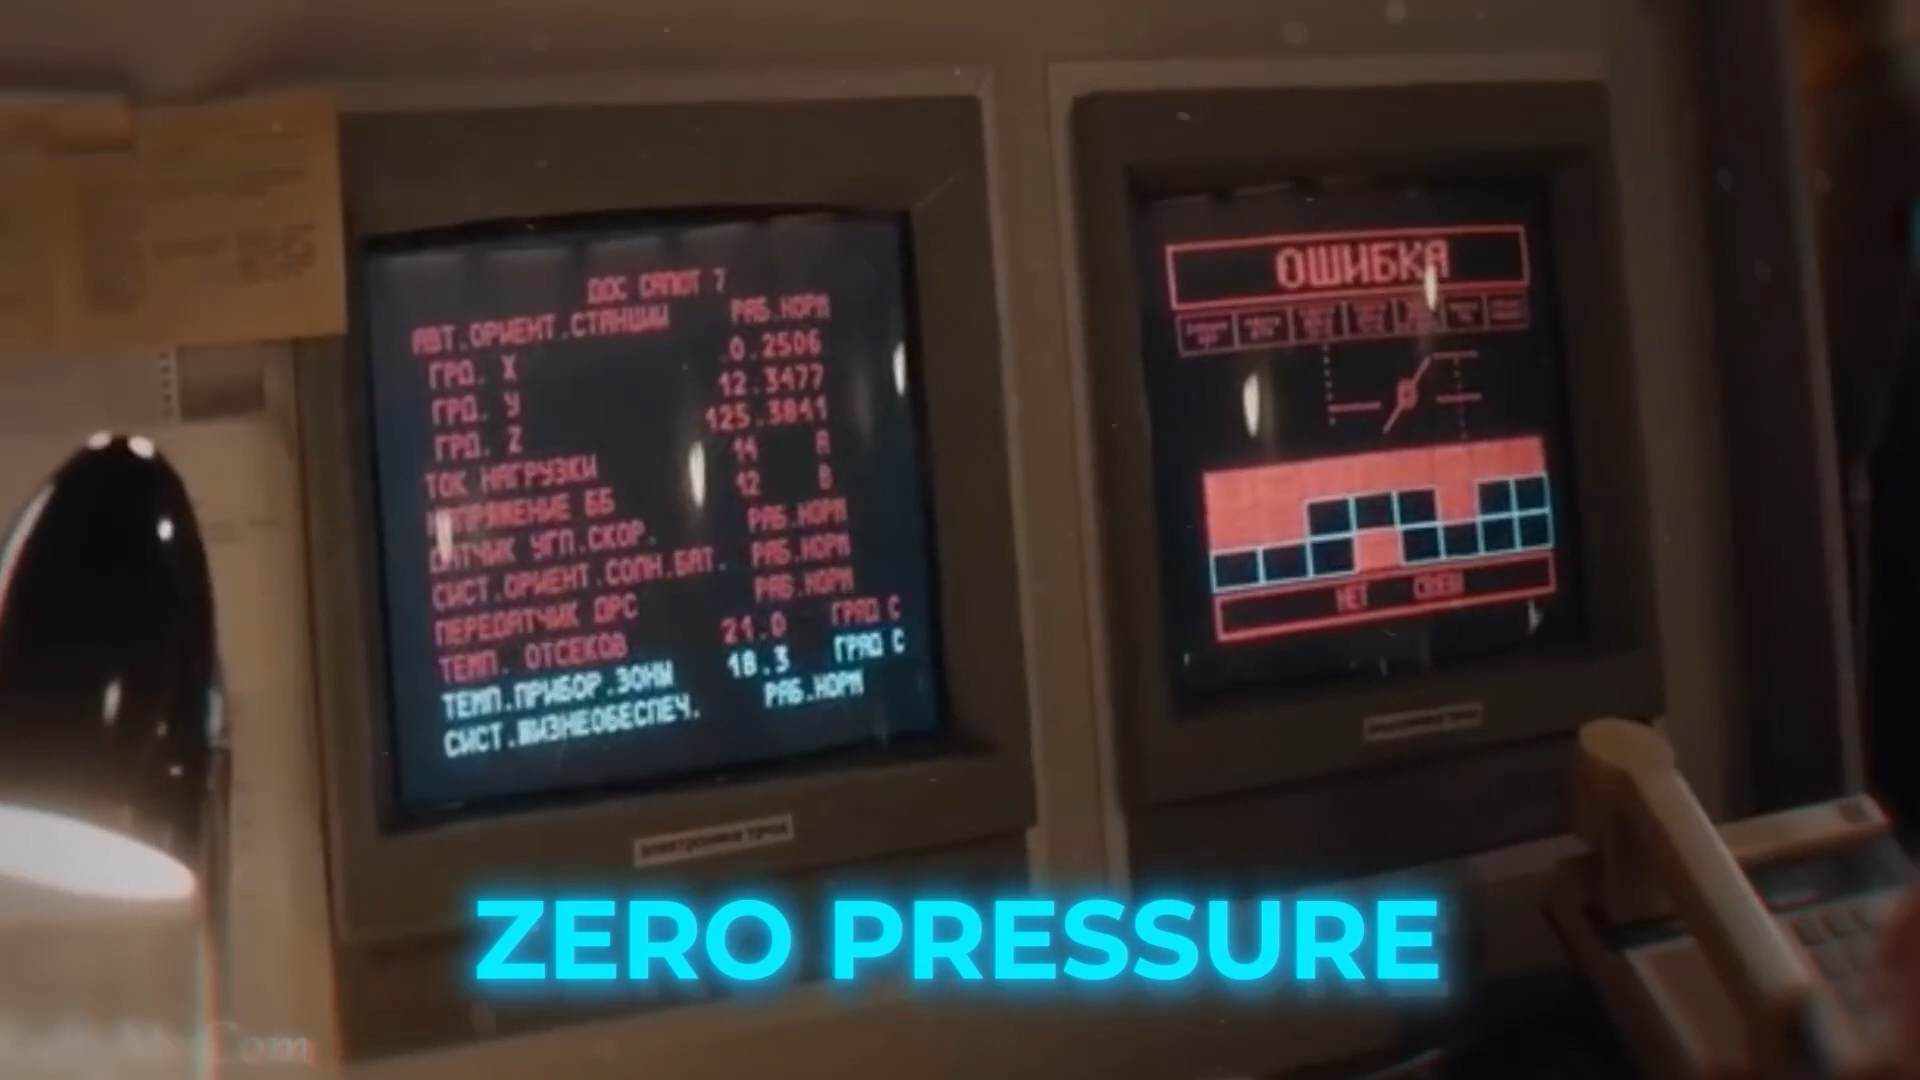 ДОС САЛЮТ 7
АВТ.ОРИЕНТ.СТАНЦИИ РАБ.НОРМ
ГРД. X 0.2506
ГРД. У 12.3477
ГРД. Z 125.3841
ТОК НАГРУЗКИ 14 А
НАПРЯЖЕНИЕ ББ 12 В
ДАТЧИК УГЛ.СКОР. РАБ.НОРМ
СИСТ.ОРИЕНТ.СОЛН.БАТ. РАБ.НОРМ
ПЕРЕДАТЧИК ДРС РАБ.НОРМ
ТЕМП. ОТСЕКОВ 21.0 ГРАД С
ТЕМП.ПРИБОР.ЗОНЫ 18.3 ГРАД С
СИСТ.ЖИЗНЕОБЕСПЕЧ. РАБ.НОРМ
ОШИБКА
НЕТ СВЯЗИ
ZERO PRESSURE